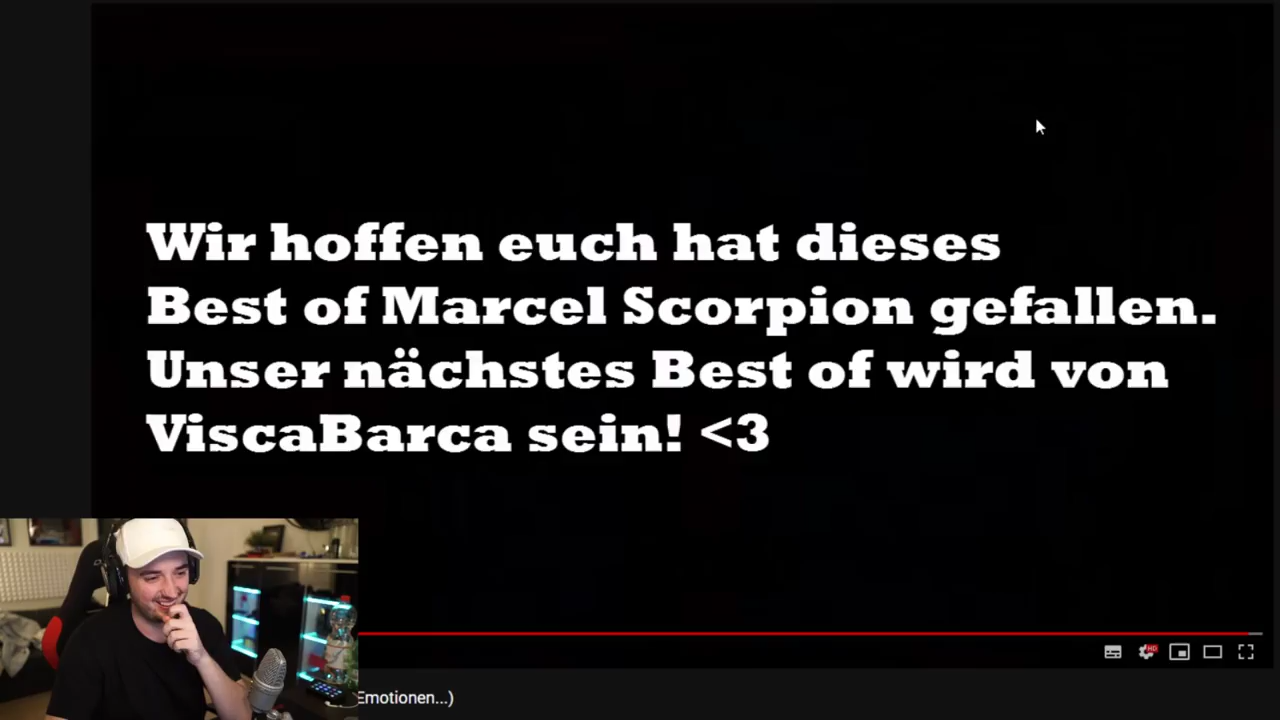 Wir hoffen euch hat dieses
Best of Marcel Scorpion gefallen.
Unser nächstes Best of wird von
ViscaBarca sein! <3
HD
Emotionen...)